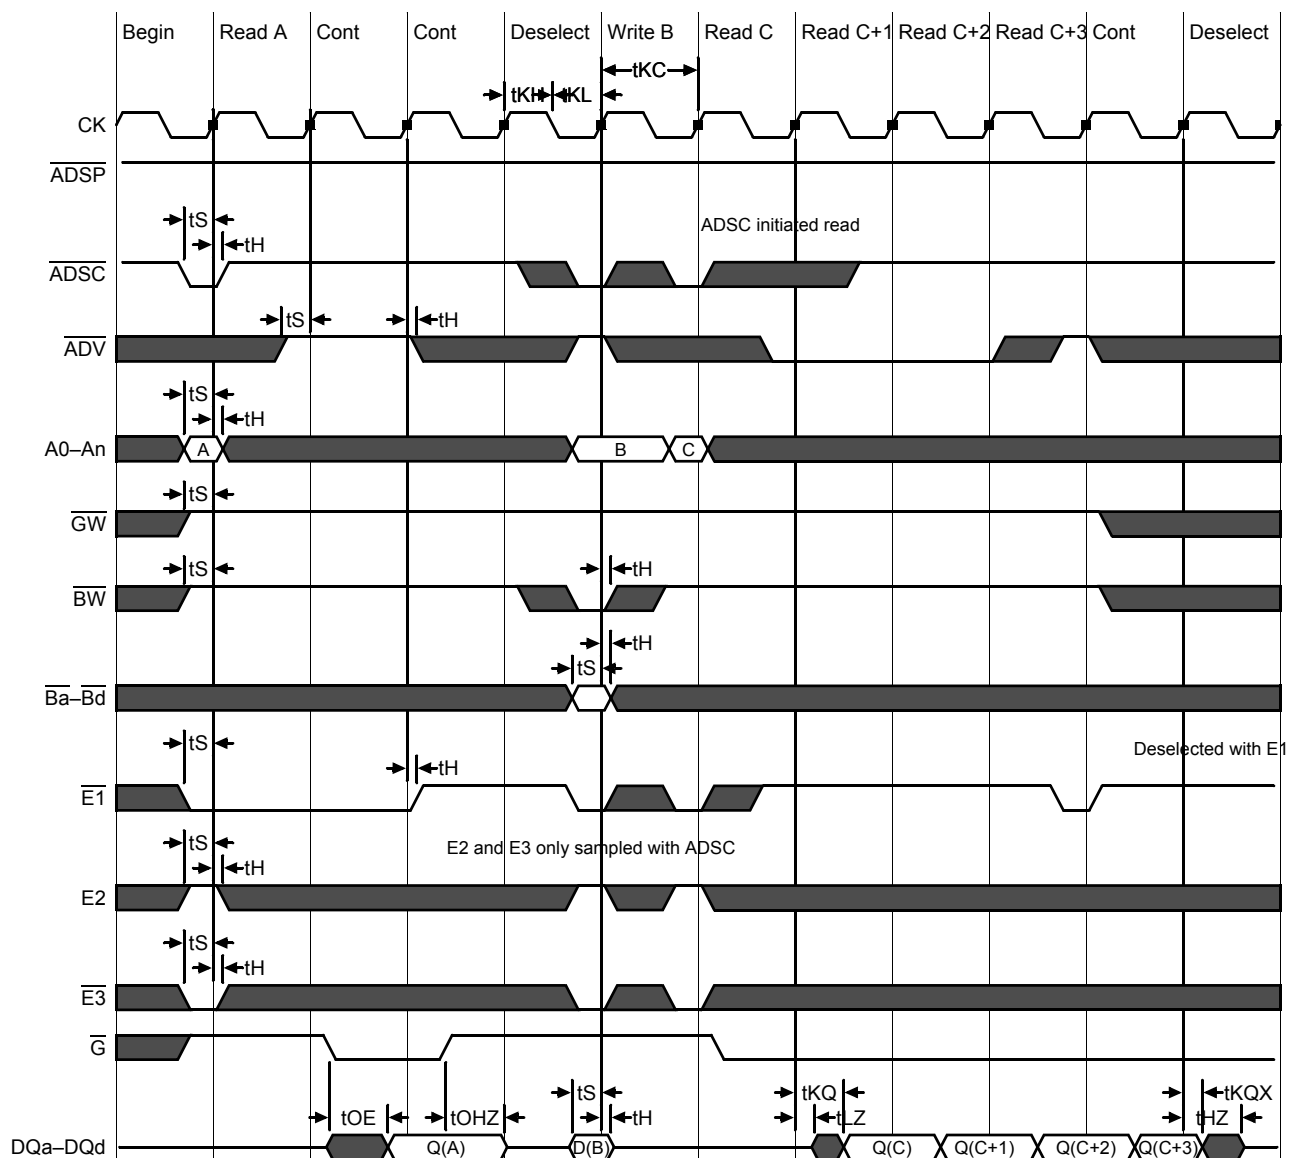 Begin Read A Cont Cont Deselect Write B Read C Read C+1 Read C+2 Read C+3 Cont Deselect
tKC
tKH tKL
CK
ADSP
tS
ADSC initiated read
tH
ADSC
tS tH
ADV
tS
tH
A0–An A B C
tS
GW
tS tH
BW
tH
tS
Ba–Bd
tS
Deselected with E1
tH
E1
tS
E2 and E3 only sampled with ADSC
tH
E2
tS
tH
E3
G
tS tKQ tKQX
tOE tOHZ tH tLZ tHZ
DQa–DQd Q(A) D(B) Q(C) Q(C+1) Q(C+2) Q(C+3)